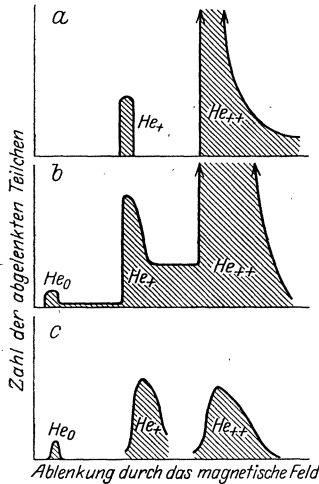 Zahl der abgelenkten Teilchen
a
He+
He++
b
He0
He+
He++
c
He0
He+
He++
Ablenkung durch das magnetische Feld